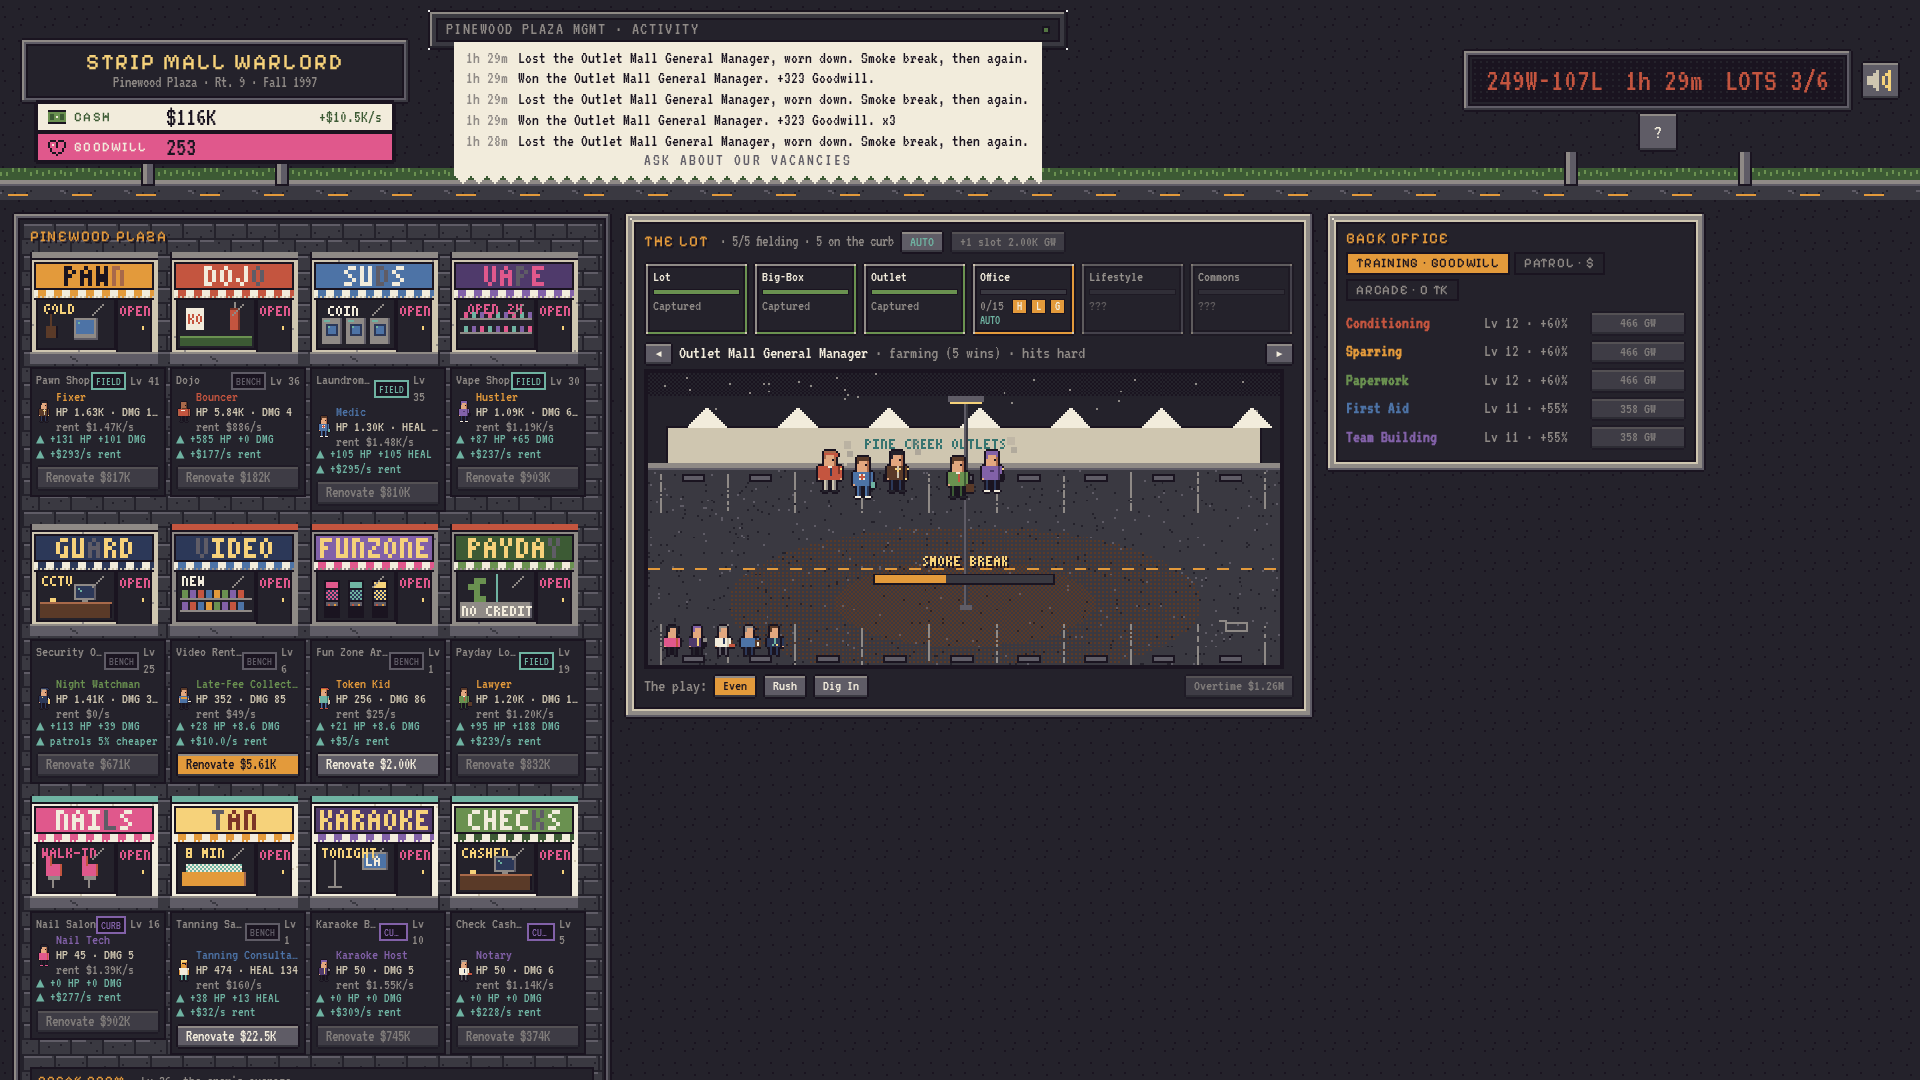 STRIP MALL WARLORD
Pinewood Plaza · Rt. 9 · Fall 1997
CASH $116K +$10.5K/s
GOODWILL 253
PINEWOOD PLAZA MGMT · ACTIVITY
1h 29m Lost the Outlet Mall General Manager, worn down. Smoke break, then again.
1h 29m Won the Outlet Mall General Manager. +323 Goodwill.
1h 29m Lost the Outlet Mall General Manager, worn down. Smoke break, then again.
1h 29m Won the Outlet Mall General Manager. +323 Goodwill. x3
1h 28m Lost the Outlet Mall General Manager, worn down. Smoke break, then again.
ASK ABOUT OUR VACANCIES
249W-107L 1h 29m LOTS 3/6
?
PINEWOOD PLAZA
PAWN DOJO SUDS VAPE
GOLD OPEN KO OPEN COIN OPEN OPEN 24 OPEN
Pawn Shop FIELD Lv 41
Fixer
HP 1.63K · DMG 1…
rent $1.47K/s
▲ +131 HP +101 DMG
▲ +$293/s rent
Renovate $817K
Dojo BENCH Lv 36
Bouncer
HP 5.84K · DMG 4
rent $886/s
▲ +585 HP +0 DMG
▲ +$177/s rent
Renovate $182K
Laundrom… FIELD Lv 35
Medic
HP 1.30K · HEAL …
rent $1.48K/s
▲ +105 HP +105 HEAL
▲ +$295/s rent
Renovate $810K
Vape Shop FIELD Lv 30
Hustler
HP 1.09K · DMG 6…
rent $1.19K/s
▲ +87 HP +65 DMG
▲ +$237/s rent
Renovate $903K
GUARD VIDEO FUNZONE PAYDAY
CCTV OPEN NEW OPEN OPEN NO CREDIT OPEN
Security O… BENCH Lv 25
Night Watchman
HP 1.41K · DMG 3…
rent $0/s
▲ +113 HP +39 DMG
▲ patrols 5% cheaper
Renovate $671K
Video Rent… BENCH Lv 6
Late-Fee Collect…
HP 352 · DMG 85
rent $49/s
▲ +28 HP +8.6 DMG
▲ +$10.0/s rent
Renovate $5.61K
Fun Zone Ar… BENCH Lv 1
Token Kid
HP 256 · DMG 86
rent $25/s
▲ +21 HP +8.6 DMG
▲ +$5/s rent
Renovate $2.00K
Payday Lo… FIELD Lv 19
Lawyer
HP 1.20K · DMG 1…
rent $1.20K/s
▲ +95 HP +188 DMG
▲ +$239/s rent
Renovate $832K
NAILS TAN KARAOKE CHECKS
WALK-IN OPEN 8 MIN OPEN TONIGHT LA OPEN CASHED OPEN
Nail Salon CURB Lv 16
Nail Tech
HP 45 · DMG 5
rent $1.39K/s
▲ +0 HP +0 DMG
▲ +$277/s rent
Renovate $902K
Tanning Sa… BENCH Lv 1
Tanning Consulta…
HP 474 · HEAL 134
rent $160/s
▲ +38 HP +13 HEAL
▲ +$32/s rent
Renovate $22.5K
Karaoke B… CU… Lv 10
Karaoke Host
HP 50 · DMG 5
rent $1.55K/s
▲ +0 HP +0 DMG
▲ +$309/s rent
Renovate $745K
Check Cash… CU… Lv 5
Notary
HP 50 · DMG 6
rent $1.14K/s
▲ +0 HP +0 DMG
▲ +$228/s rent
Renovate $374K
THE LOT · 5/5 fielding · 5 on the curb AUTO +1 slot 2.00K GW
Lot Captured
Big-Box Captured
Outlet Captured
Office 0/15 H L G AUTO
Lifestyle ???
Commons ???
◄ Outlet Mall General Manager · farming (5 wins) · hits hard ►
PINE CREEK OUTLETS
SMOKE BREAK
The play: Even Rush Dig In Overtime $1.26M
BACK OFFICE
TRAINING · GOODWILL PATROL · $
ARCADE · 0 TK
Conditioning Lv 12 · +60% 466 GW
Sparring Lv 12 · +60% 466 GW
Paperwork Lv 12 · +60% 466 GW
First Aid Lv 11 · +55% 358 GW
Team Building Lv 11 · +55% 358 GW